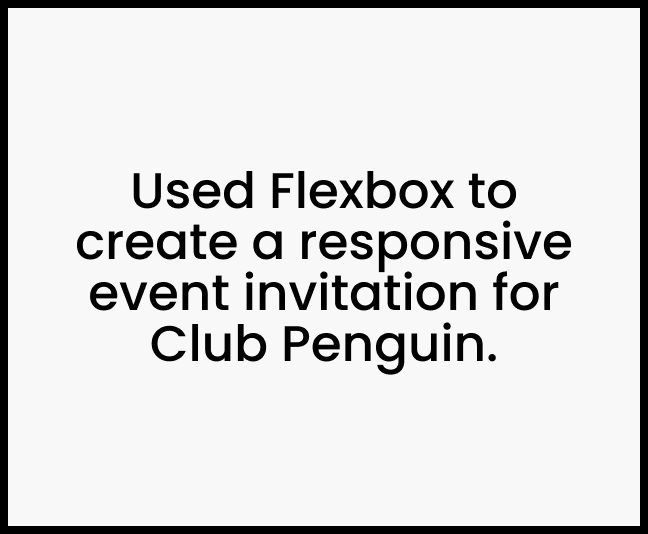 Used Flexbox to
create a responsive
event invitation for
Club Penguin.